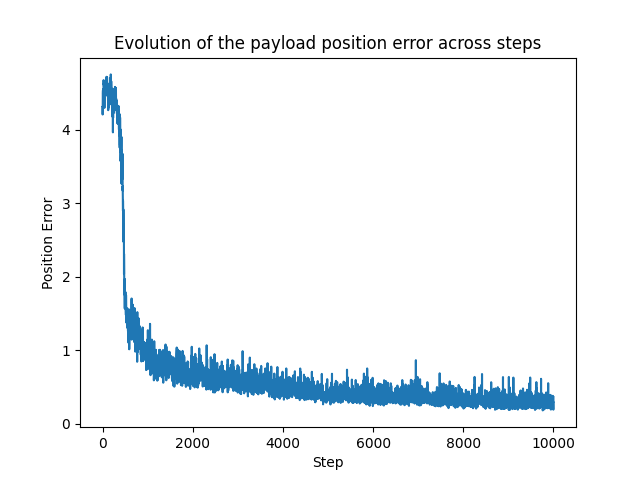 Evolution of the payload position error across steps
4
3
2
1
0
Position Error
0 2000 4000 6000 8000 10000
Step